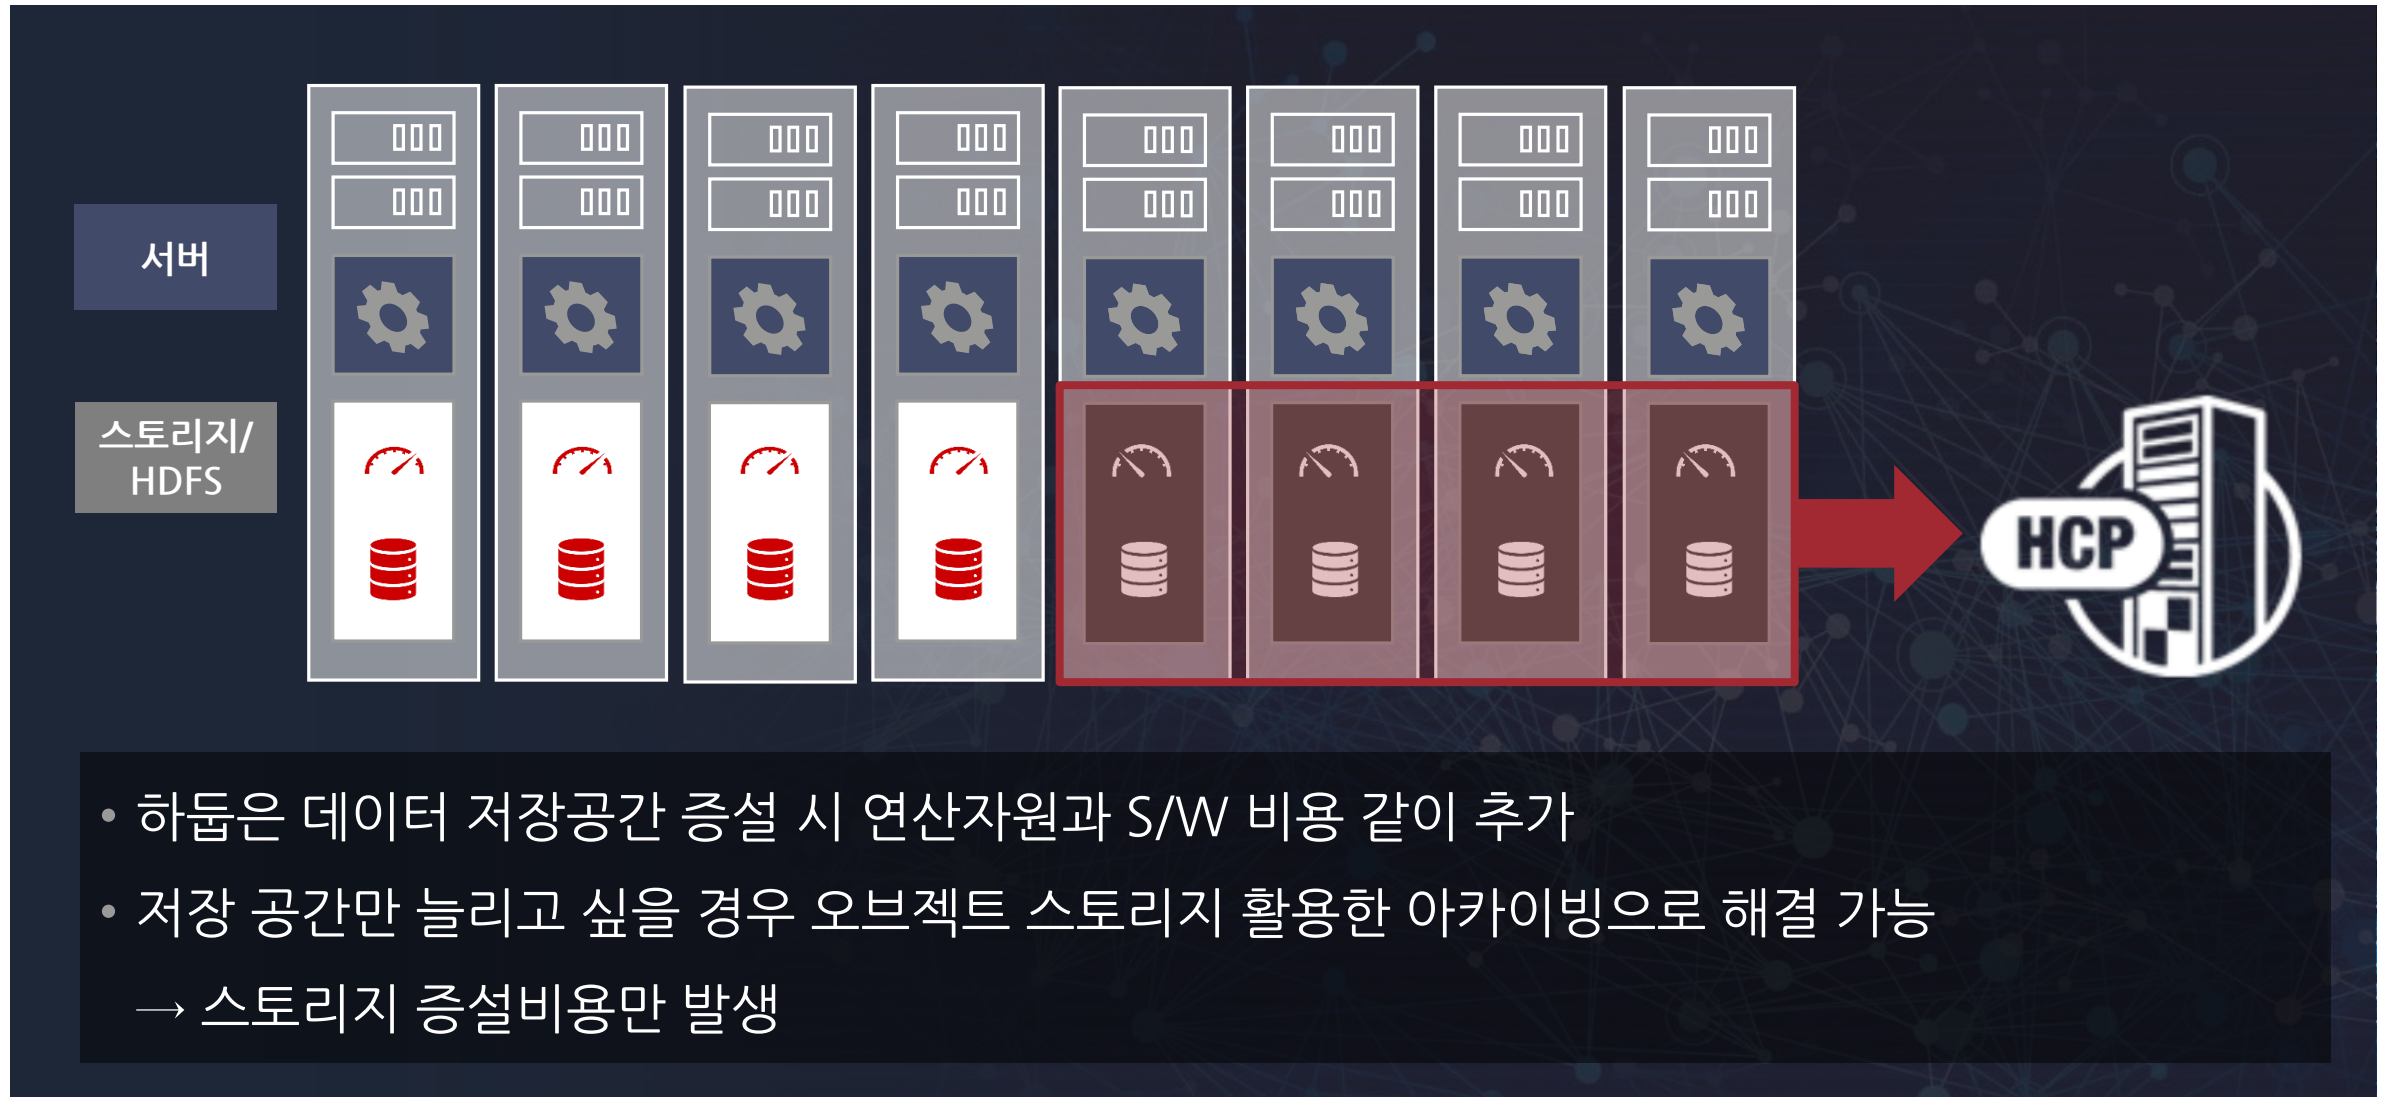 서버
스토리지/
HDFS
HCP
• 하둡은 데이터 저장공간 증설 시 연산자원과 S/W 비용 같이 추가
• 저장 공간만 늘리고 싶을 경우 오브젝트 스토리지 활용한 아카이빙으로 해결 가능
→ 스토리지 증설비용만 발생